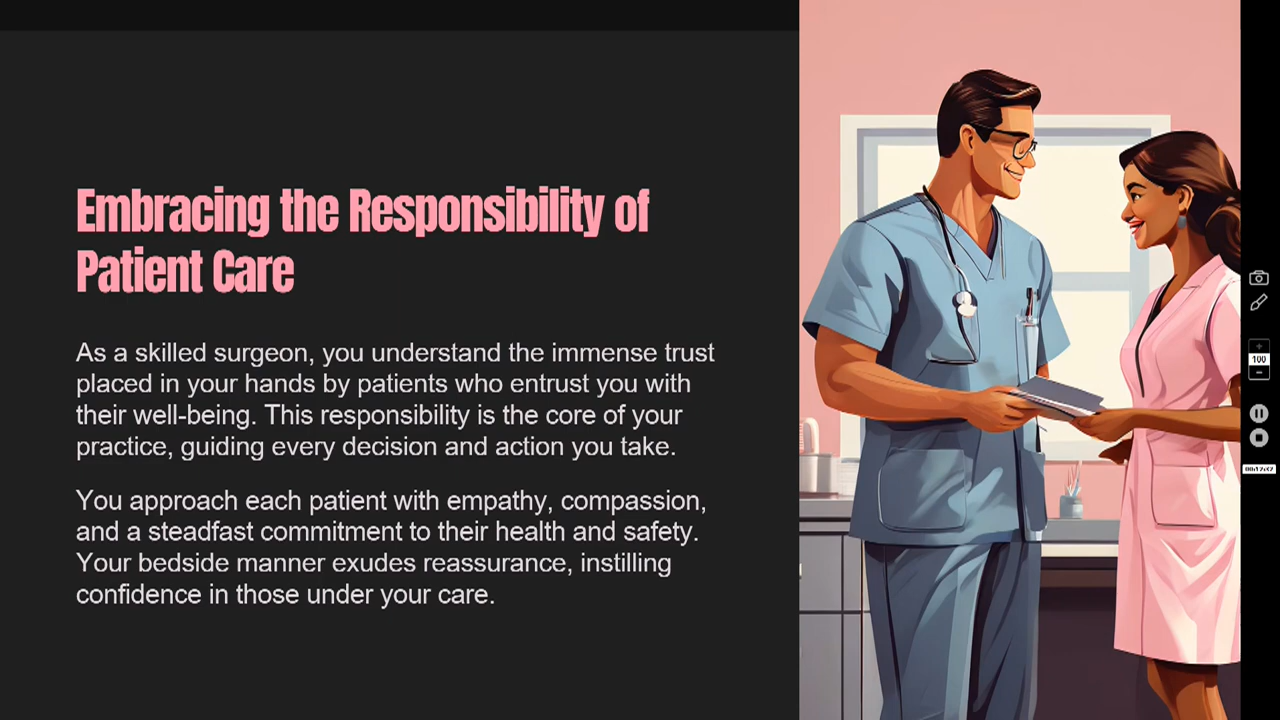 Embracing the Responsibility of
Patient Care
As a skilled surgeon, you understand the immense trust
placed in your hands by patients who entrust you with
their well-being. This responsibility is the core of your
practice, guiding every decision and action you take.
You approach each patient with empathy, compassion,
and a steadfast commitment to their health and safety.
Your bedside manner exudes reassurance, instilling
confidence in those under your care.
100